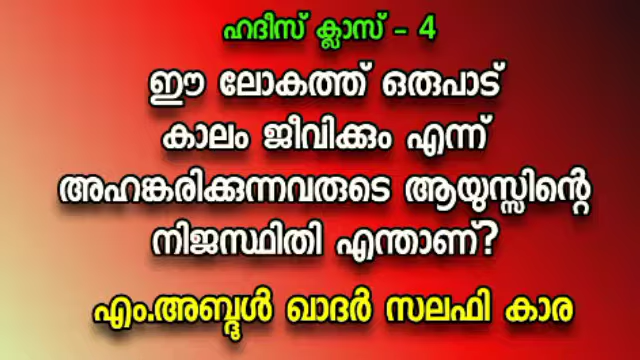 ഹദീസ് ക്ലാസ് - 4
ഈ ലോകത്ത് ഒരുപാട്
കാലം ജീവിക്കും എന്ന്
അഹങ്കരിക്കുന്നവരുടെ ആയുസ്സിന്റെ
നിജസ്ഥിതി എന്താണ്?
എം.അബ്ദുൾ ഖാദർ സലഫി കാര